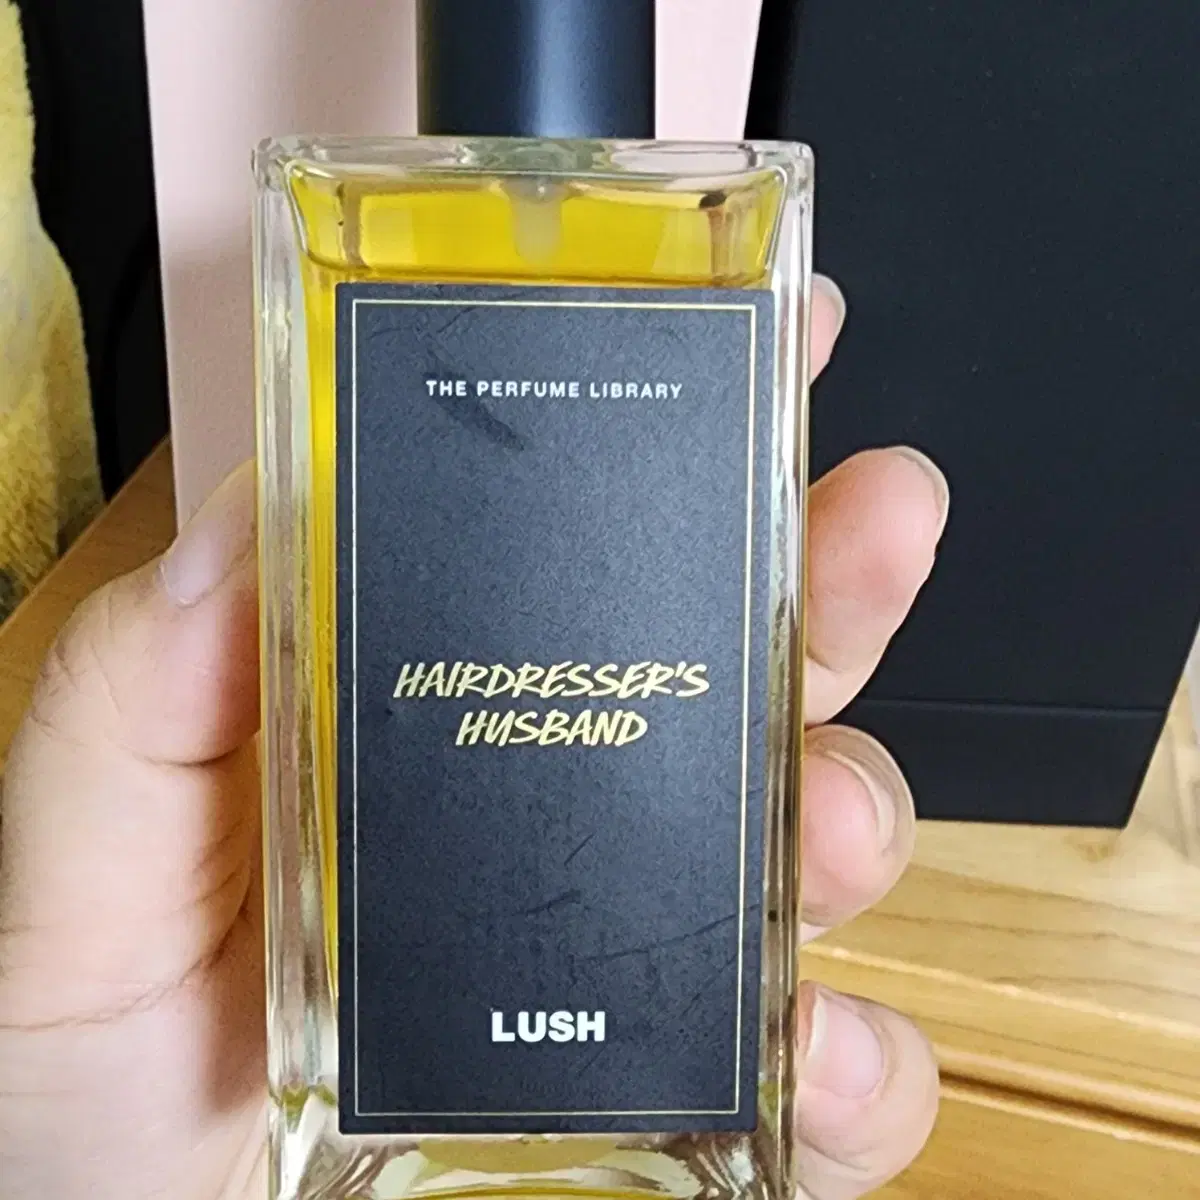 THE PERFUME LIBRARY
HAIRDRESSER'S
HUSBAND
LUSH